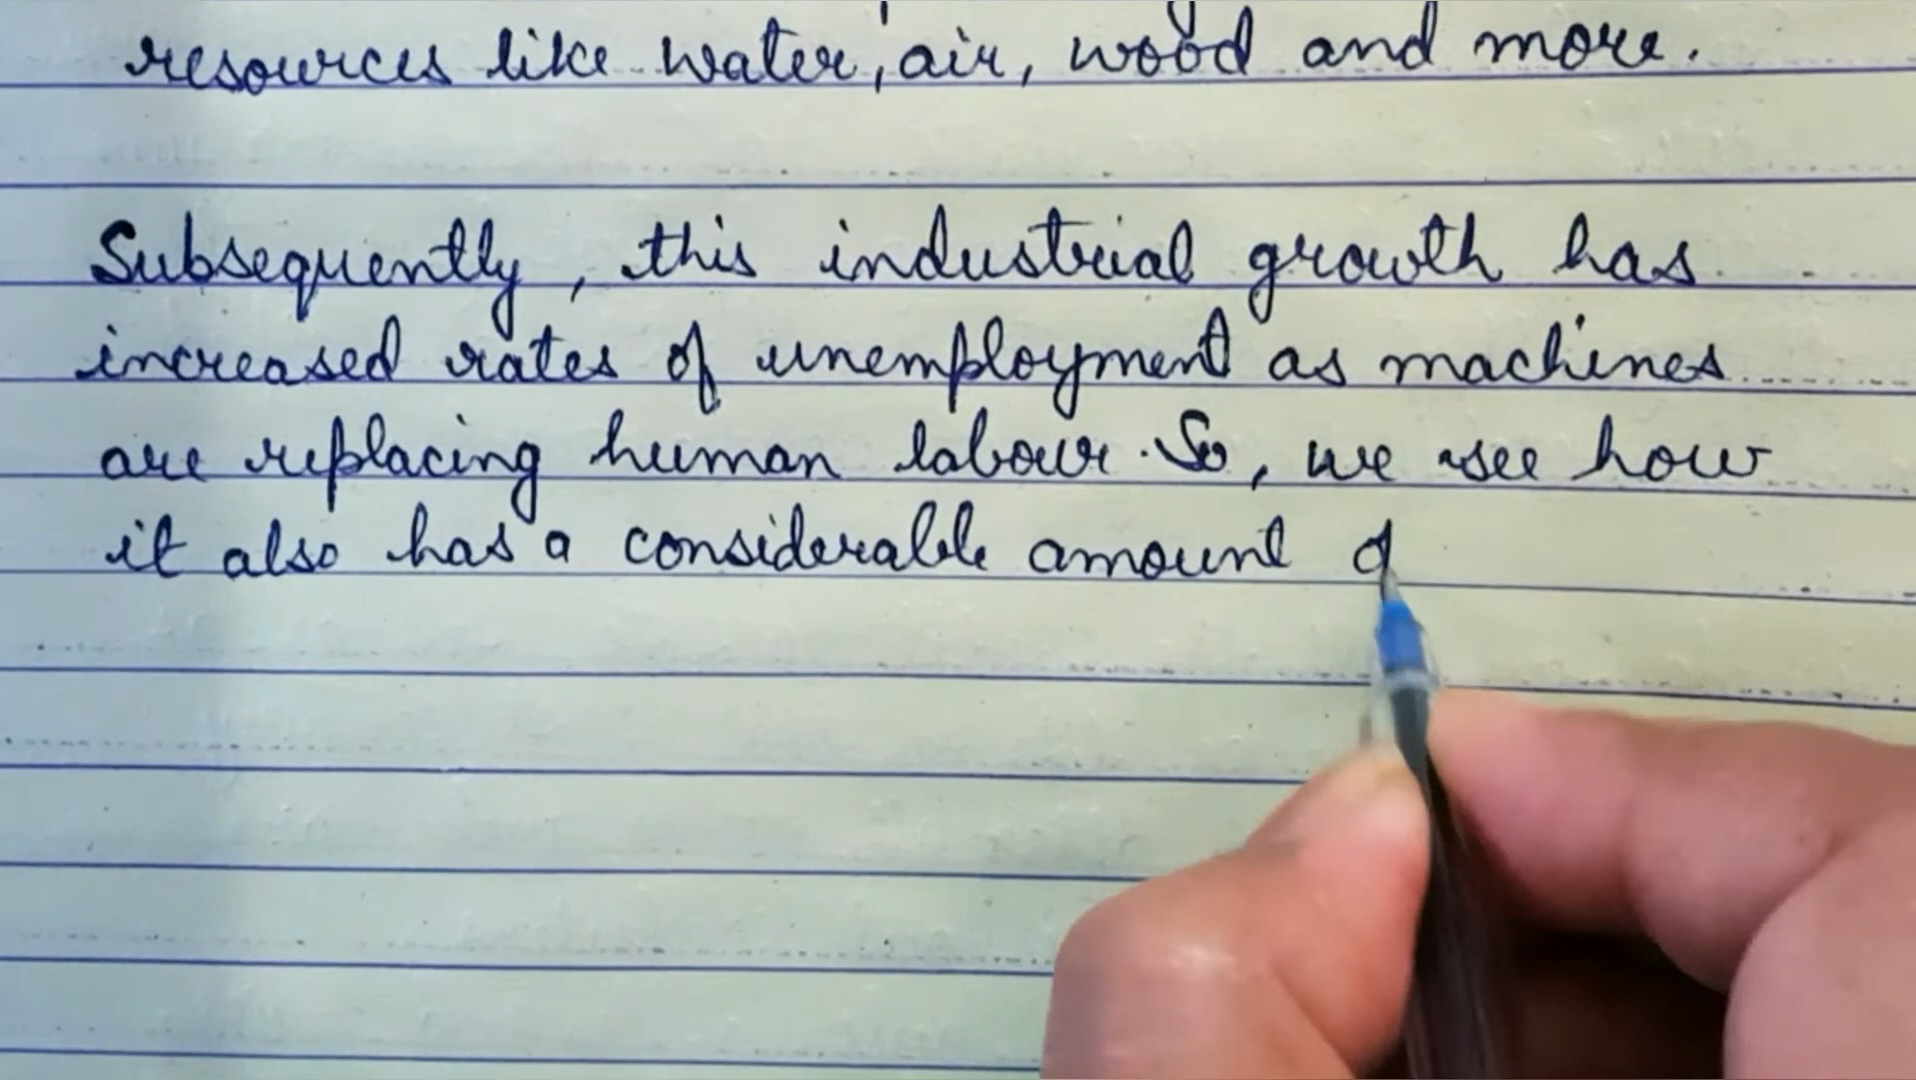 resources like water, air, wood and more.
Subsequently, this industrial growth has
increased rates of unemployment as machines
are replacing human labour. So, we see how
it also has a considerable amount